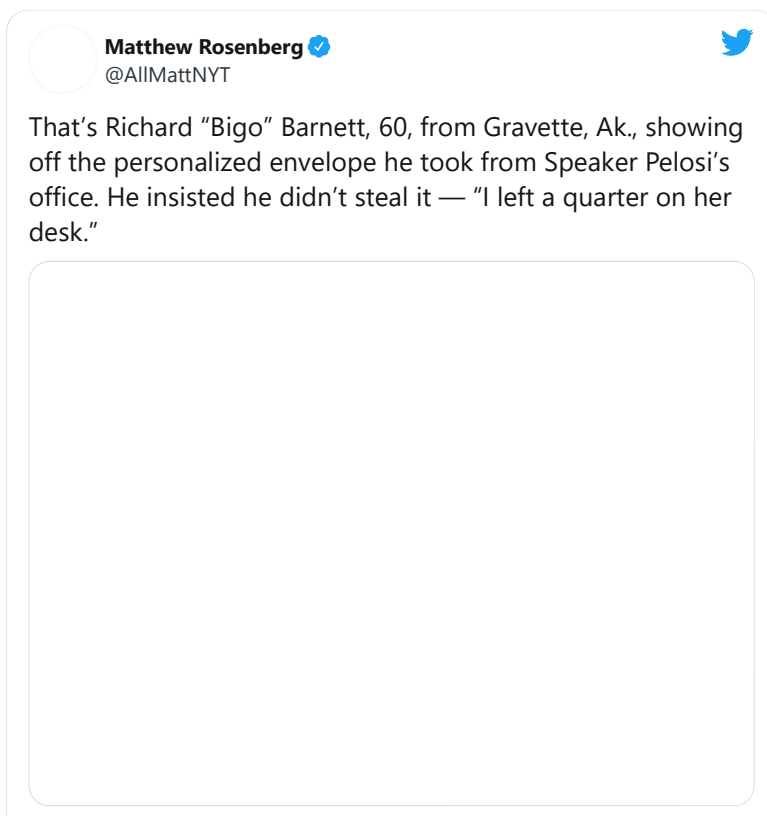 Matthew Rosenberg
@AllMattNYT
That’s Richard “Bigo” Barnett, 60, from Gravette, Ak., showing
off the personalized envelope he took from Speaker Pelosi’s
office. He insisted he didn’t steal it — “I left a quarter on her
desk.”